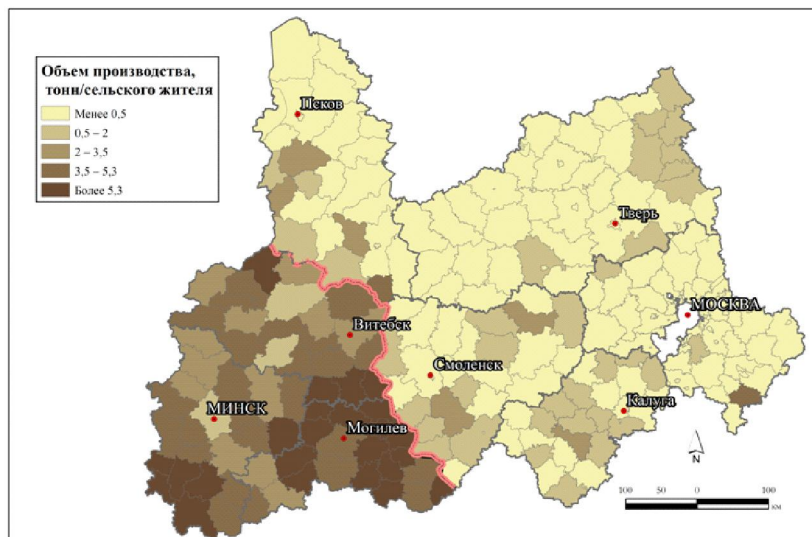 Объем производства,
тонн/сельского жителя
Менее 0,5
0,5 – 2
2 – 3,5
3,5 – 5,3
Более 5,3
Псков
Тверь
МОСКВА
Витебск
Смоленск
Калуга
МИНСК
Могилев
N
100 50 0 100
км